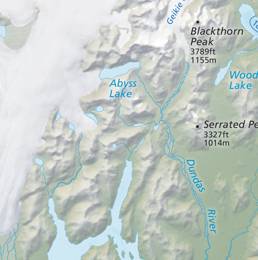 Geikie
Blackthorn
Peak
3789ft
1155m
Abyss
Lake
Wood
Lake
Serrated Pe
3327ft
1014m
Dundas
River